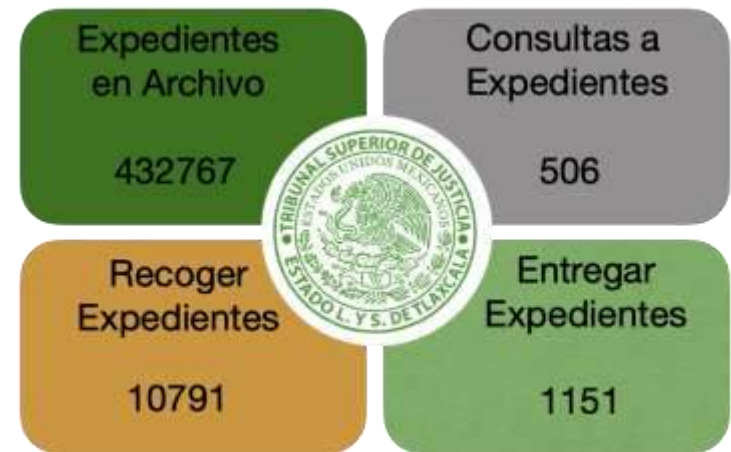 Expedientes
en Archivo
432767
Consultas a
Expedientes
506
TRIBUNAL SUPERIOR DE JUSTICIA
ESTADOS UNIDOS MEXICANOS
ESTADO L. Y S. DE TLAXCALA
Recoger
Expedientes
10791
Entregar
Expedientes
1151